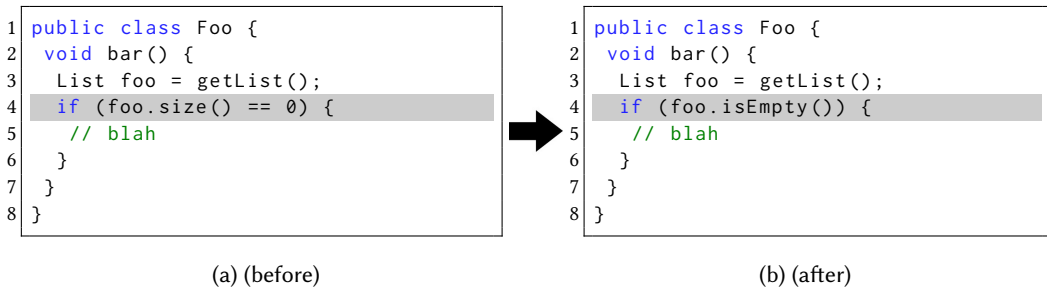 1 public class Foo {
2 void bar() {
3 List foo = getList();
4 if (foo.size() == 0) {
5 // blah
6 }
7 }
8 }
(a) (before)
1 public class Foo {
2 void bar() {
3 List foo = getList();
4 if (foo.isEmpty()) {
5 // blah
6 }
7 }
8 }
(b) (after)